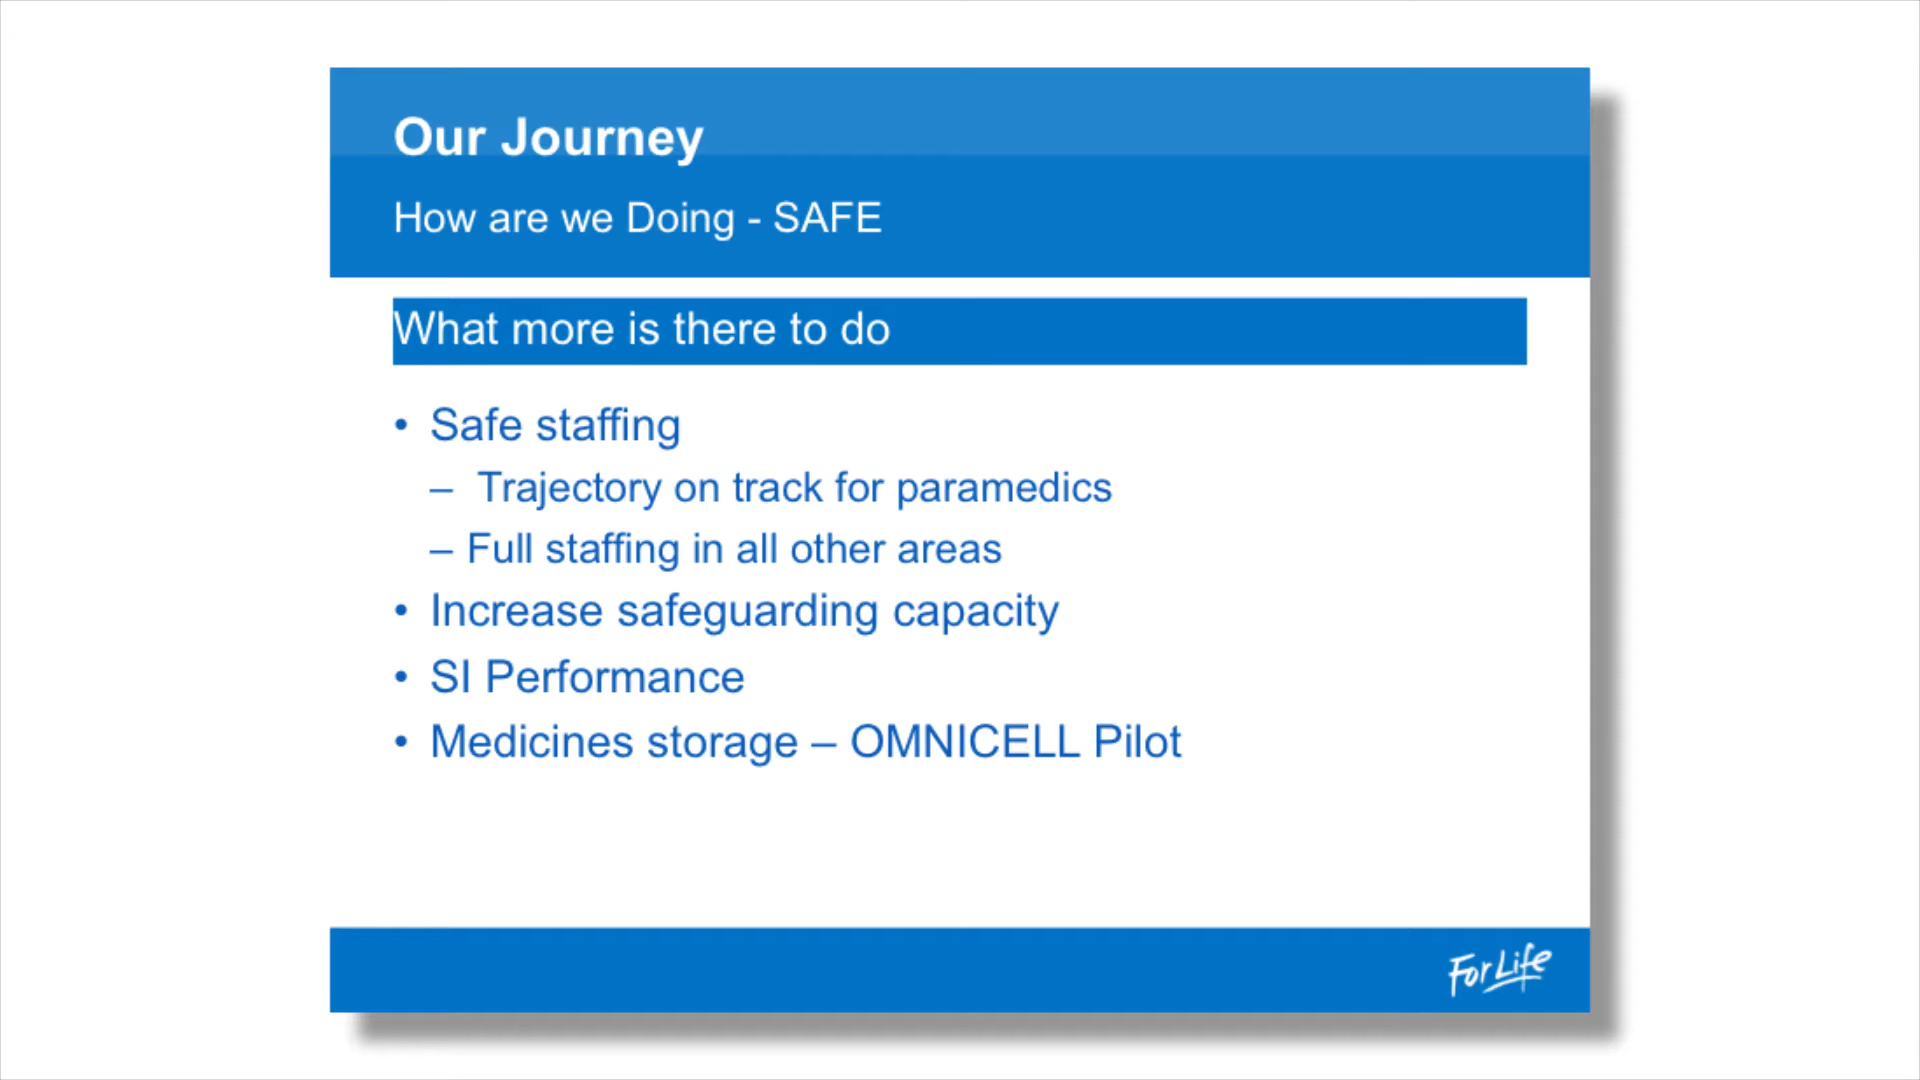 Our Journey
How are we Doing - SAFE
What more is there to do
• Safe staffing
– Trajectory on track for paramedics
– Full staffing in all other areas
• Increase safeguarding capacity
• SI Performance
• Medicines storage – OMNICELL Pilot
For Life